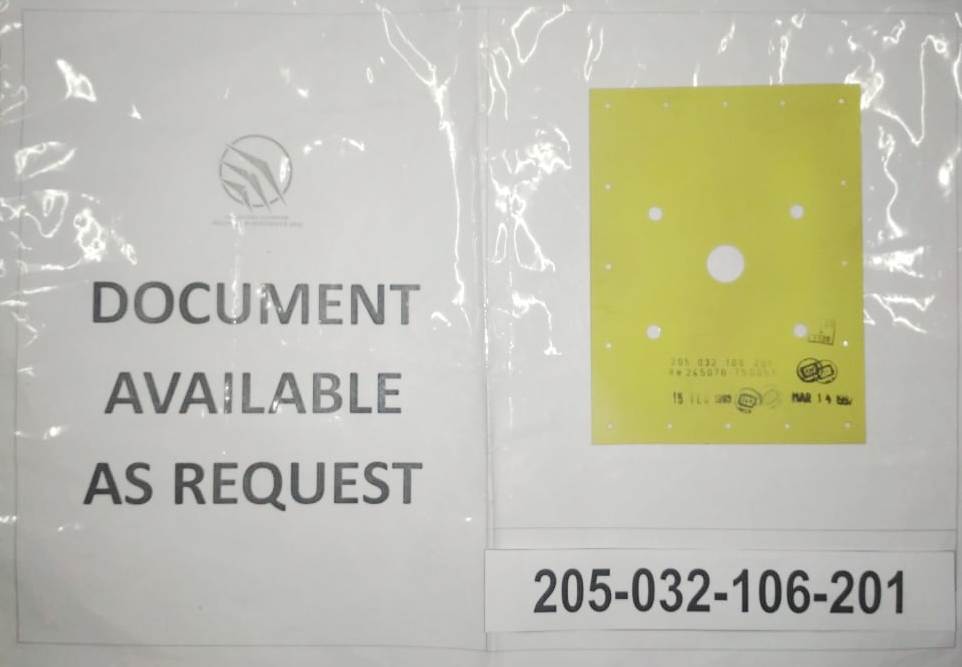 DOCUMENT
AVAILABLE
AS REQUEST
205 032 106 201
MAR 14
205-032-106-201